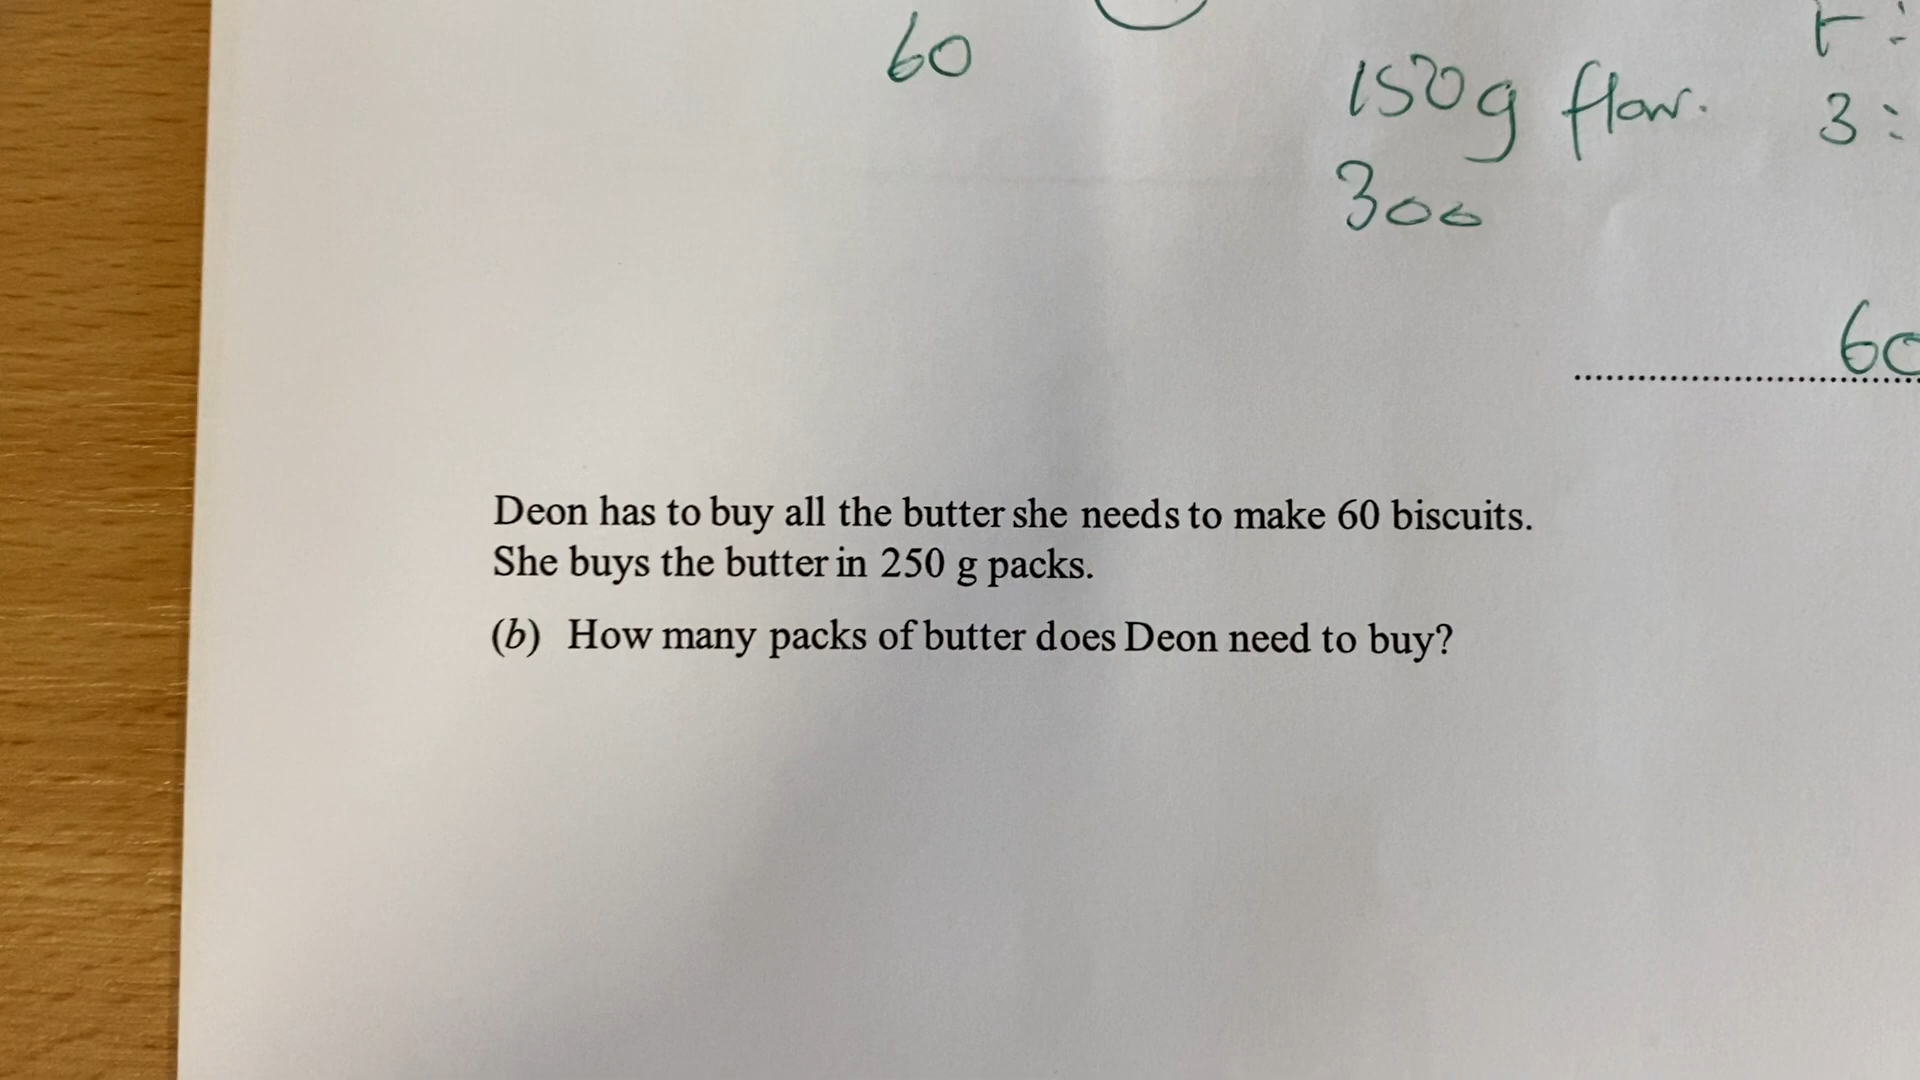 60
150g flour.
300
3:
60
Deon has to buy all the butter she needs to make 60 biscuits.
She buys the butter in 250 g packs.
(b) How many packs of butter does Deon need to buy?